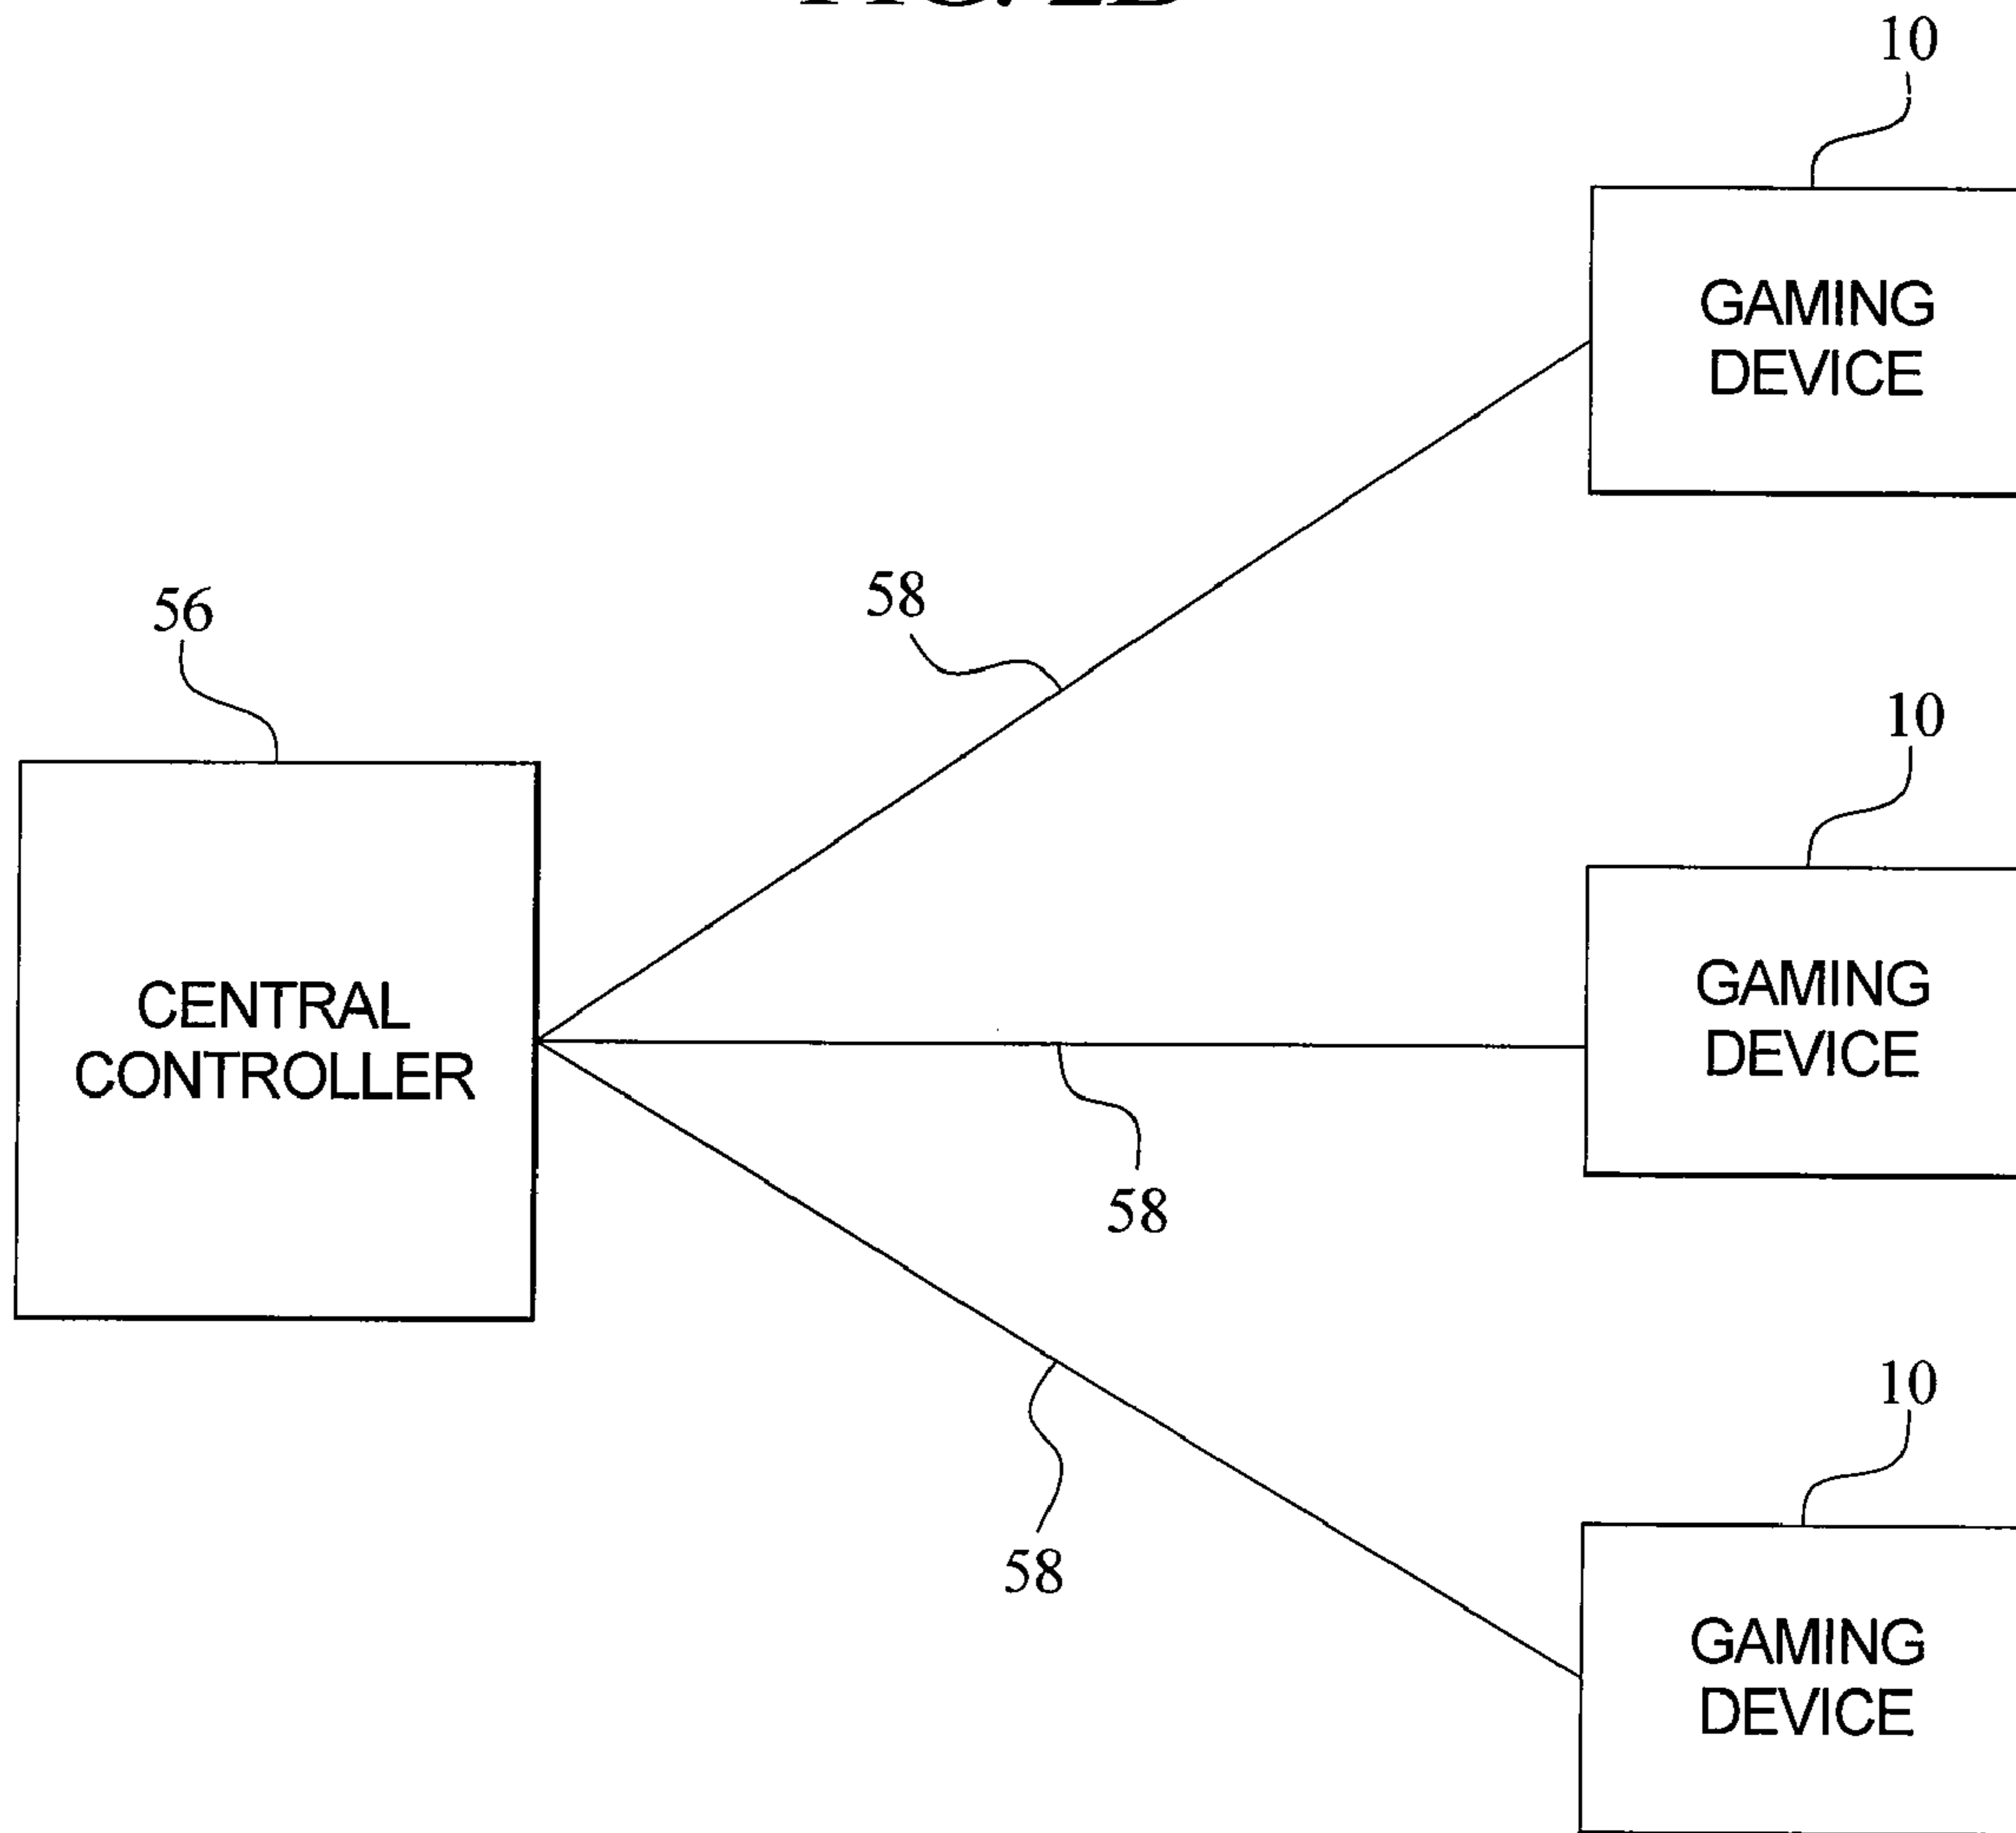 10
GAMING
DEVICE
58
56
10
CENTRAL
CONTROLLER
GAMING
DEVICE
58
10
58
GAMING
DEVICE